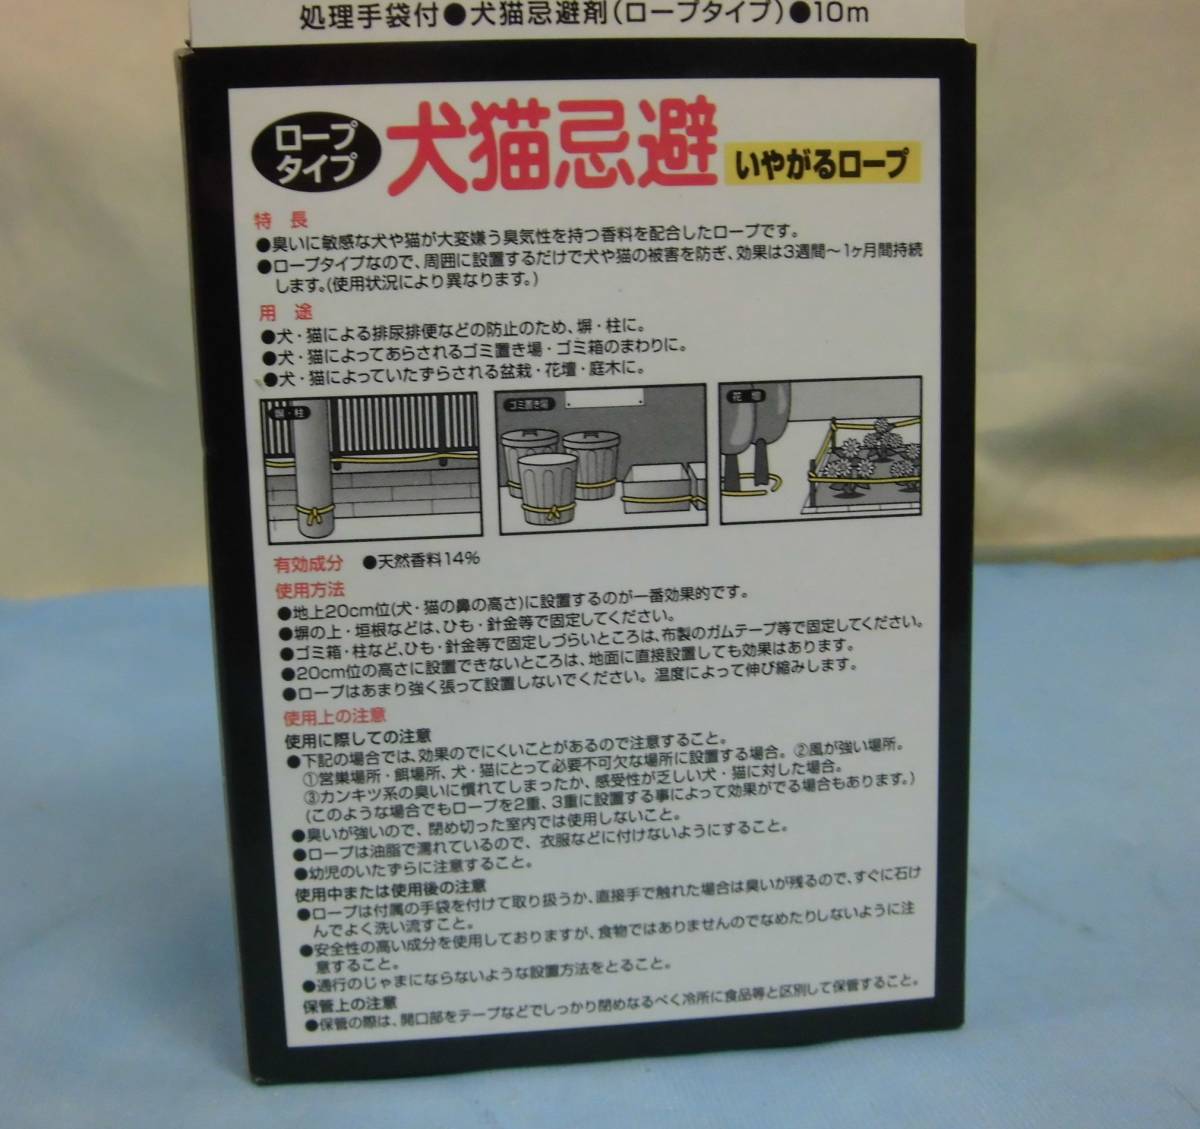 処理手袋付●犬猫忌避剤(ロープタイプ)●10m
ロープ
タイプ
犬猫忌避
いやがるロープ
特 長
●臭いに敏感な犬や猫が大変嫌う臭気性を持つ香料を配合したロープです。
●ロープタイプなので、周囲に設置するだけで犬や猫の被害を防ぎ、効果は3週間〜1ヶ月間持続
します。(使用状況により異なります。)
用 途
●犬・猫による排尿排便などの防止のため、塀・柱に。
●犬・猫によってあらされるゴミ置き場・ゴミ箱のまわりに。
●犬・猫によっていたずらされる盆栽・花壇・庭木に。
塀・柱
ゴミ置き場
花 壇
有効成分 ●天然香料14%
使用方法
●地上20cm位(犬・猫の鼻の高さ)に設置するのが一番効果的です。
●塀の上・垣根などは、ひも・針金等で固定してください。
●ゴミ箱・柱など、ひも・針金等で固定しづらいところは、布製のガムテープ等で固定してください。
●20cm位の高さに設置できないところは、地面に直接設置しても効果はあります。
●ロープはあまり強く張って設置しないでください。温度によって伸び縮みします。
使用上の注意
使用に際しての注意
●下記の場合では、効果のでにくいことがあるので注意すること。
①営巣場所・餌場所、犬・猫にとって必要不可欠な場所に設置する場合。②風が強い場所。
③カンキツ系の臭いに慣れてしまったか、感受性が乏しい犬・猫に対した場合。
(このような場合でもロープを2重、3重に設置する事によって効果がでる場合もあります。)
●臭いが強いので、閉め切った室内では使用しないこと。
●ロープは油脂で濡れているので、衣服などに付けないようにすること。
●幼児のいたずらに注意すること。
使用中または使用後の注意
●ロープは付属の手袋を付けて取り扱うか、直接手で触れた場合は臭いが残るので、すぐに石け
んでよく洗い流すこと。
●安全性の高い成分を使用しておりますが、食物ではありませんのでなめたりしないように注
意すること。
●通行のじゃまにならないような設置方法をとること。
保管上の注意
●保管の際は、開口部をテープなどでしっかり閉めなるべく冷所に食品等と区別して保管すること。